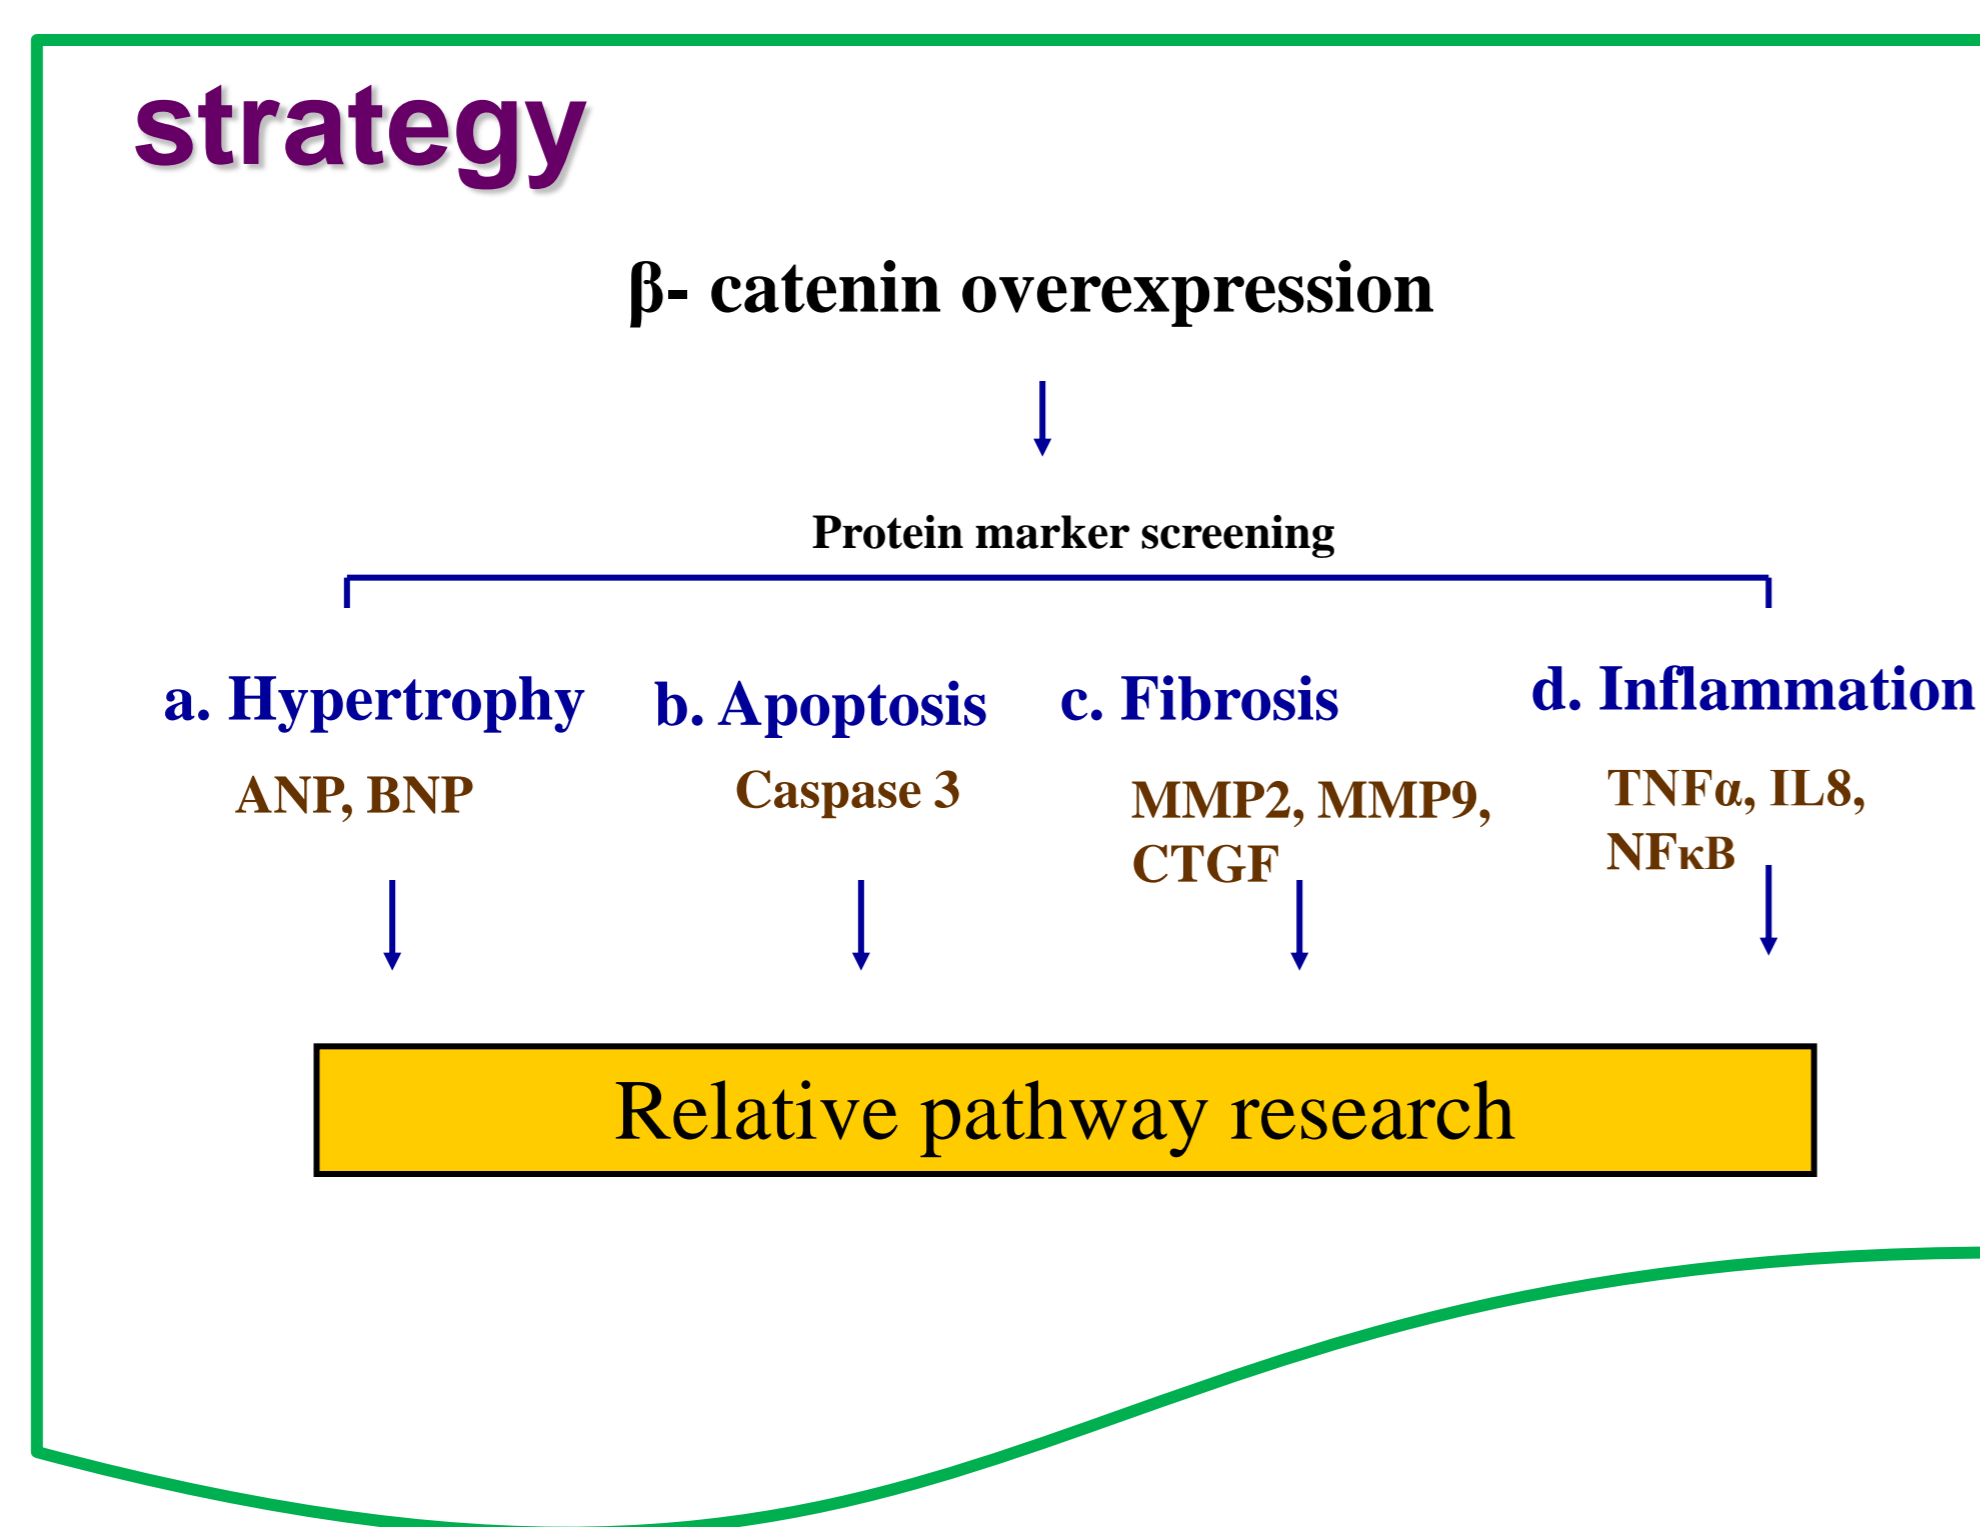 strategy
β- catenin overexpression
Protein marker screening
a. Hypertrophy
ANP, BNP
b. Apoptosis
Caspase 3
c. Fibrosis
MMP2, MMP9,
CTGF
d. Inflammation
TNFα, IL8,
NFκB
Relative pathway research